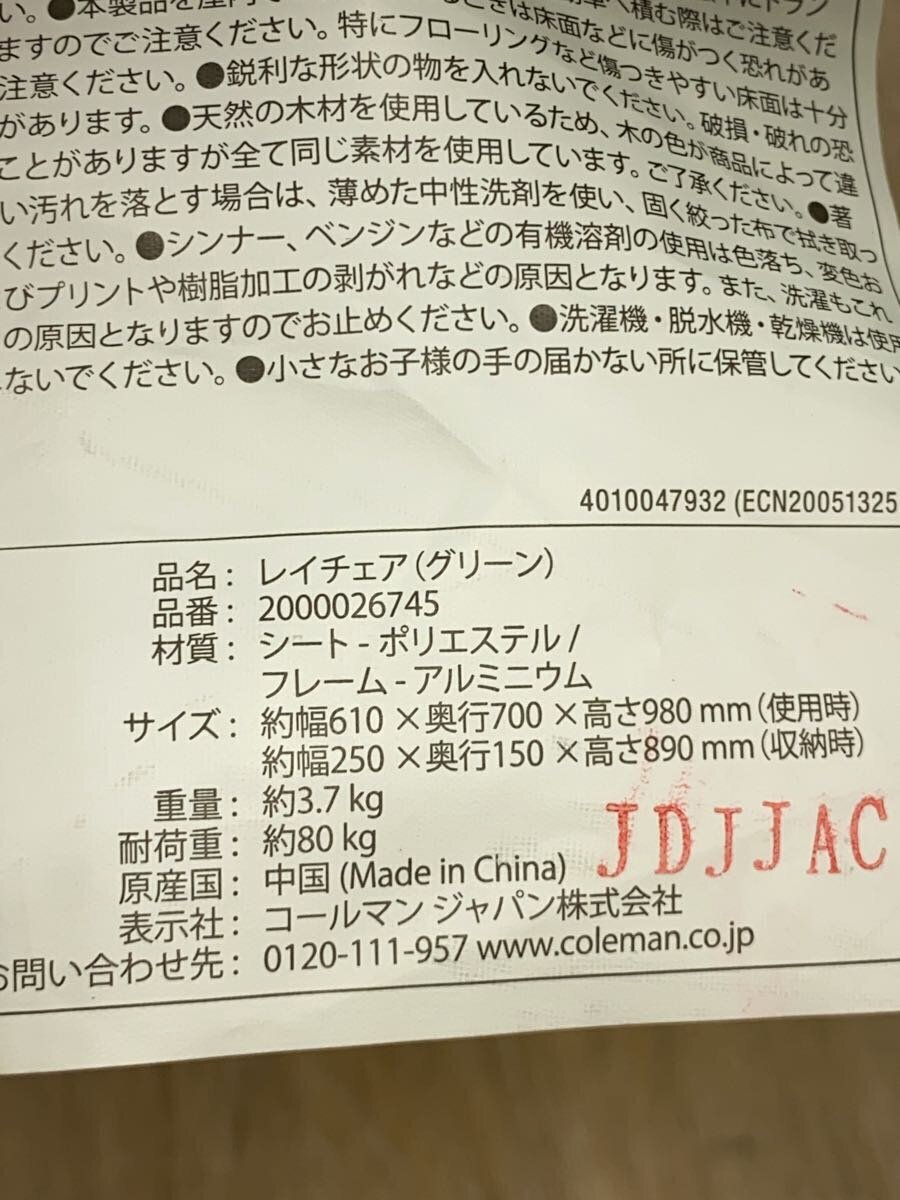 い。●本製品を屋内で
ますのでご注意ください。特にフローリングなど傷つきやすい床面は十分
注意ください。●鋭利な形状の物を入れないでください。破損・破れの恐
があります。●天然の木材を使用しているため、木の色が商品によって違
ことがありますが全て同じ素材を使用しています。ご了承ください。●著
い汚れを落とす場合は、薄めた中性洗剤を使い、固く絞った布で拭き取っ
ください。●シンナー、ベンジンなどの有機溶剤の使用は色落ち、変色お
びプリントや樹脂加工の剥がれなどの原因となります。また、洗濯もこれ
の原因となりますのでお止めください。●洗濯機・脱水機・乾燥機は使用
ないでください。●小さなお子様の手の届かない所に保管してください
4010047932 (ECN20051325
品名： レイチェア（グリーン）
品番： 2000026745
材質： シート - ポリエステル /
フレーム - アルミニウム
サイズ： 約幅610 × 奥行700 × 高さ980 mm（使用時）
約幅250 × 奥行150 × 高さ890 mm（収納時）
重量： 約3.7 kg
耐荷重： 約80 kg
原産国： 中国 (Made in China)
JDJJAC
表示社： コールマン ジャパン株式会社
お問い合わせ先： 0120-111-957 www.coleman.co.jp